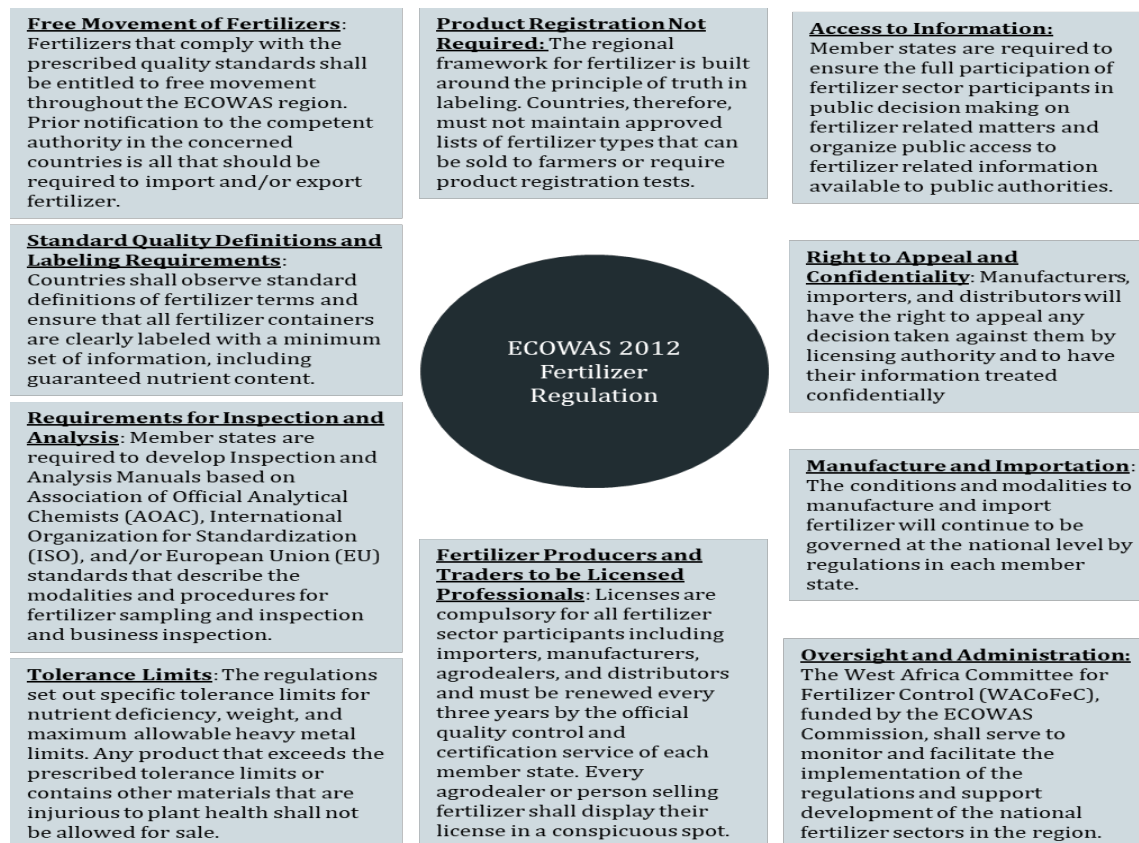 Free Movement of Fertilizers:
Fertilizers that comply with the
prescribed quality standards shall
be entitled to free movement
throughout the ECOWAS region.
Prior notification to the competent
authority in the concerned
countries is all that should be
required to import and/or export
fertilizer.
Standard Quality Definitions and
Labeling Requirements:
Countries shall observe standard
definitions of fertilizer terms and
ensure that all fertilizer containers
are clearly labeled with a minimum
set of information, including
guaranteed nutrient content.
Requirements for Inspection and
Analysis: Member states are
required to develop Inspection and
Analysis Manuals based on
Association of Official Analytical
Chemists (AOAC), International
Organization for Standardization
(ISO), and/or European Union (EU)
standards that describe the
modalities and procedures for
fertilizer sampling and inspection
and business inspection.
Tolerance Limits: The regulations
set out specific tolerance limits for
nutrient deficiency, weight, and
maximum allowable heavy metal
limits. Any product that exceeds the
prescribed tolerance limits or
contains other materials that are
injurious to plant health shall not
be allowed for sale.
Product Registration Not
Required: The regional
framework for fertilizer is built
around the principle of truth in
labeling. Countries, therefore,
must not maintain approved
lists of fertilizer types that can
be sold to farmers or require
product registration tests.
ECOWAS 2012
Fertilizer
Regulation
Fertilizer Producers and
Traders to be Licensed
Professionals: Licenses are
compulsory for all fertilizer
sector participants including
importers, manufacturers,
agrodealers, and distributors
and must be renewed every
three years by the official
quality control and
certification service of each
member state. Every
agrodealer or person selling
fertilizer shall display their
license in a conspicuous spot.
Access to Information:
Member states are required to
ensure the full participation of
fertilizer sector participants in
public decision making on
fertilizer related matters and
organize public access to
fertilizer related information
available to public authorities.
Right to Appeal and
Confidentiality: Manufacturers,
importers, and distributors will
have the right to appeal any
decision taken against them by
licensing authority and to have
their information treated
confidentially
Manufacture and Importation:
The conditions and modalities to
manufacture and import
fertilizer will continue to be
governed at the national level by
regulations in each member
state.
Oversight and Administration:
The West Africa Committee for
Fertilizer Control (WACoFeC),
funded by the ECOWAS
Commission, shall serve to
monitor and facilitate the
implementation of the
regulations and support
development of the national
fertilizer sectors in the region.